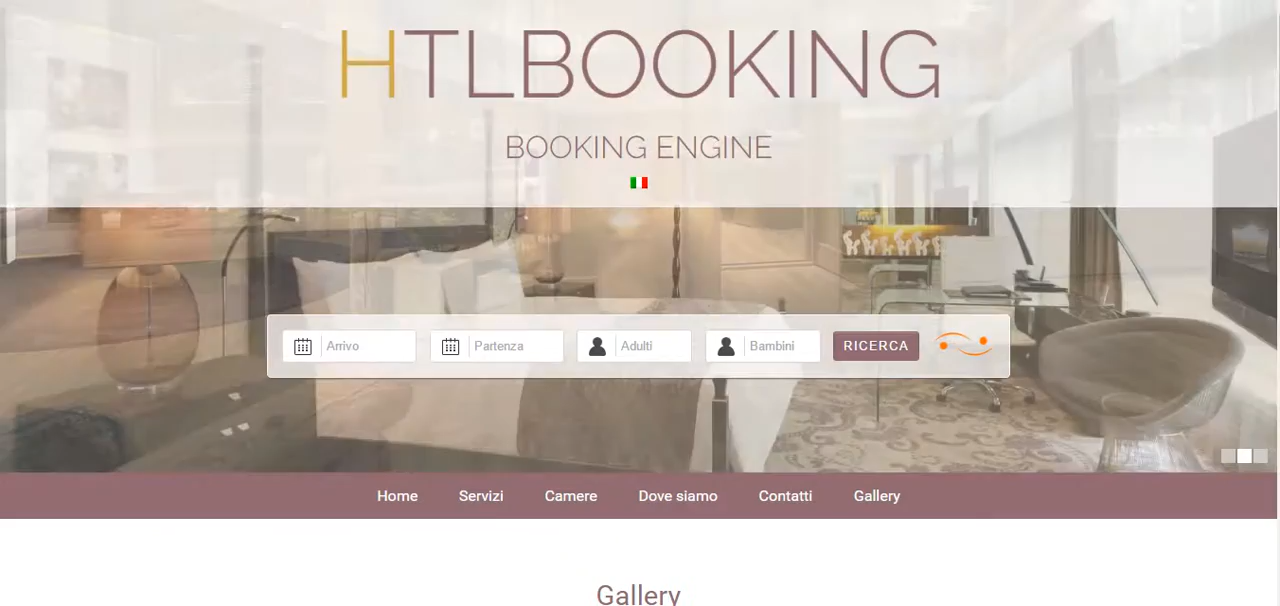 HTLBOOKING
BOOKING ENGINE
Arrivo Partenza Adulti Bambini RICERCA
Home Servizi Camere Dove siamo Contatti Gallery
Gallery